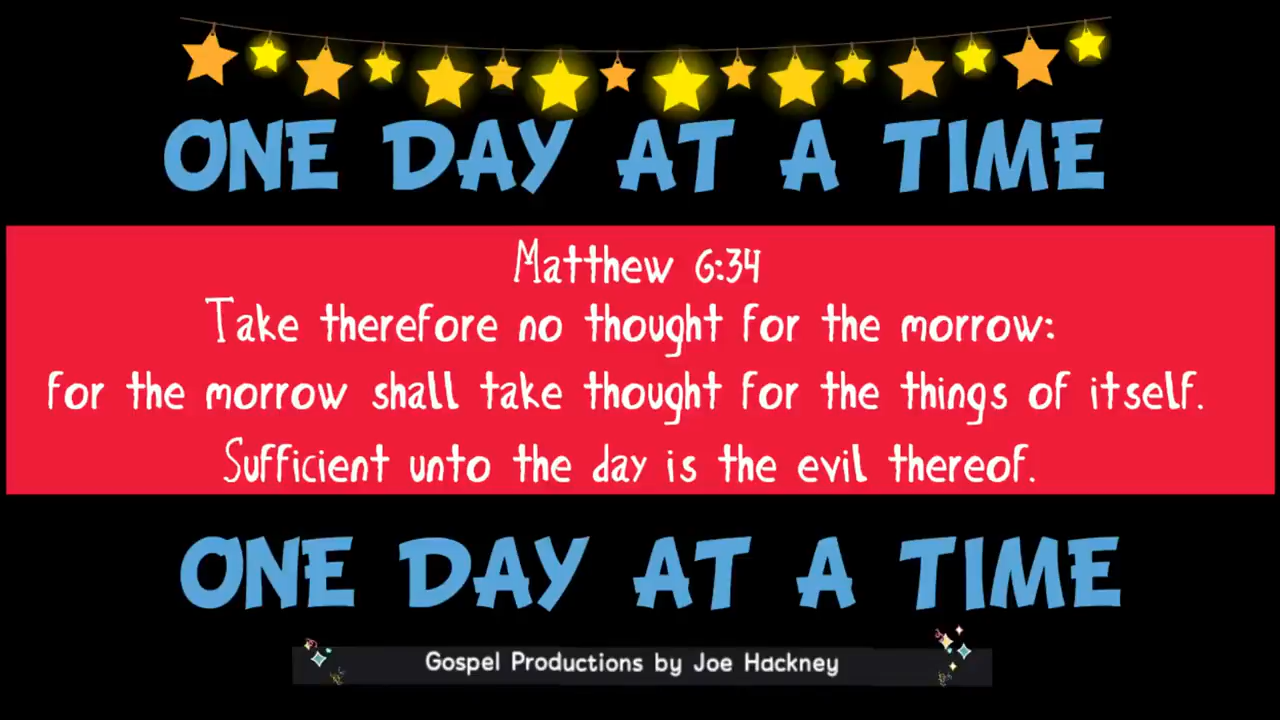 ONE DAY AT A TIME
Matthew 6:34
Take therefore no thought for the morrow:
for the morrow shall take thought for the things of itself.
Sufficient unto the day is the evil thereof.
ONE DAY AT A TIME
Gospel Productions by Joe Hackney